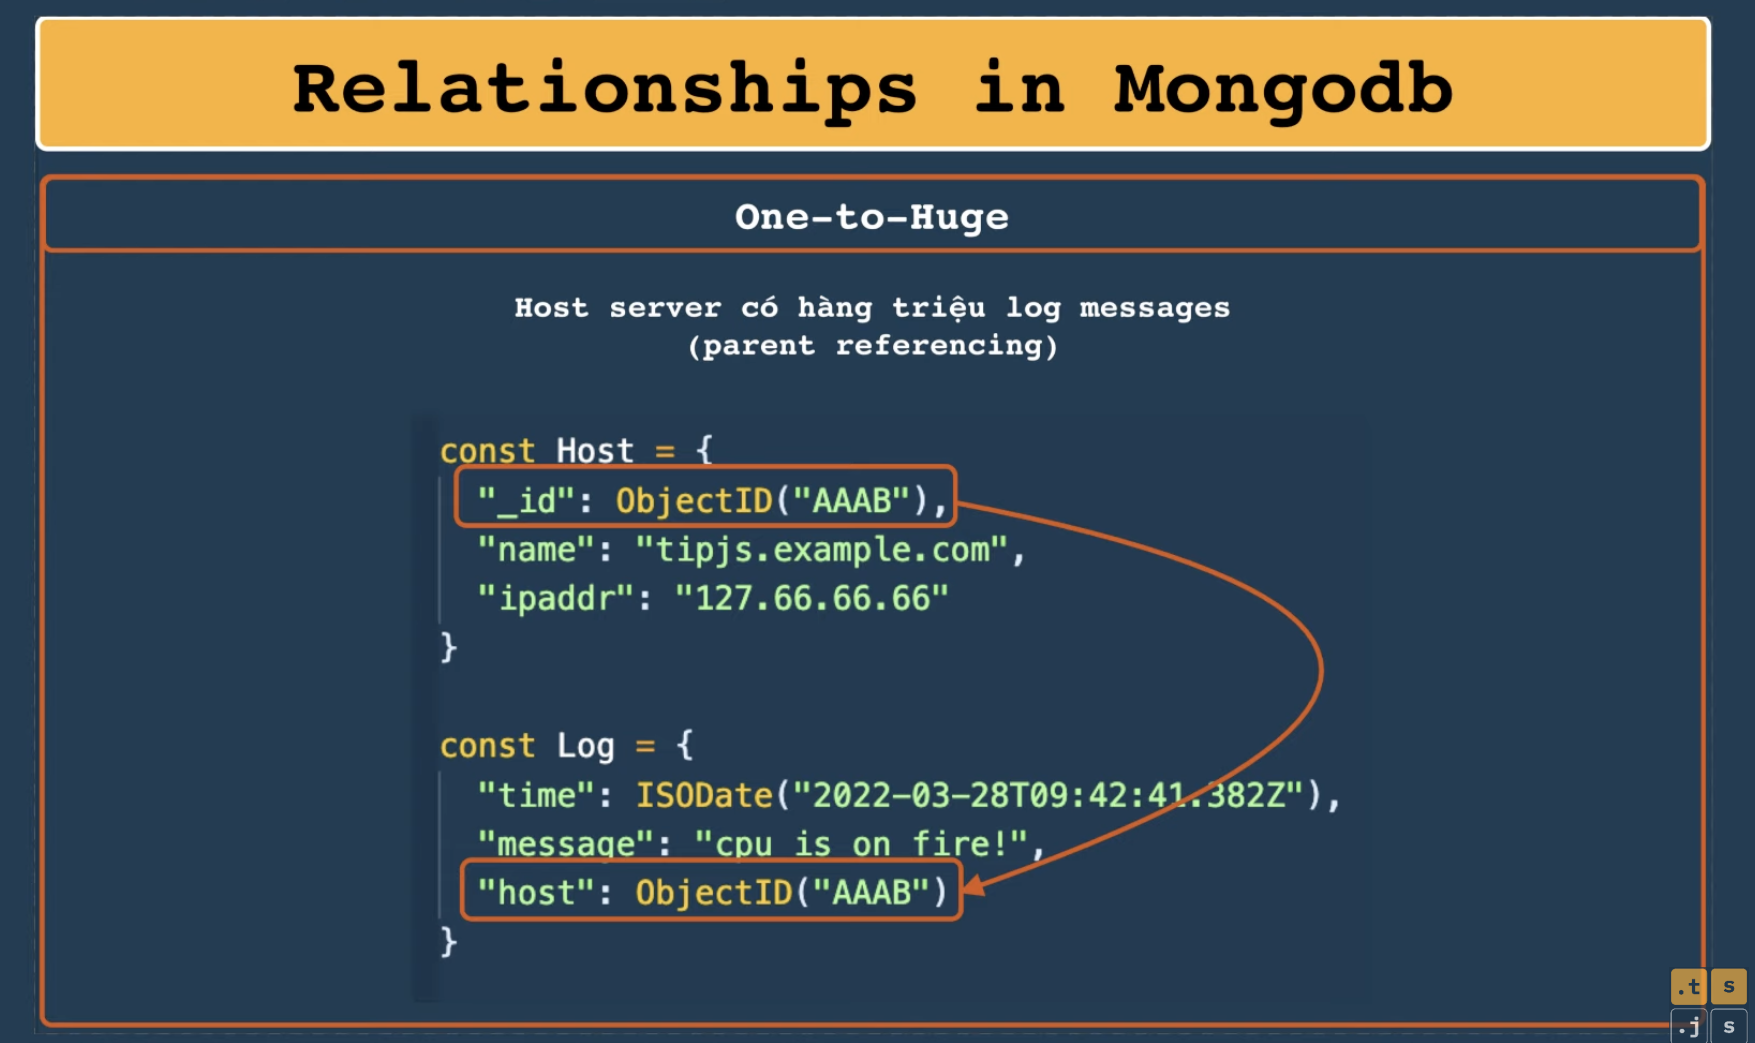 Relationships in Mongodb
One-to-Huge
Host server có hàng triệu log messages
(parent referencing)
const Host = {
"_id": ObjectID("AAAB"),
"name": "tipjs.example.com",
"ipaddr": "127.66.66.66"
}
const Log = {
"time": ISODate("2022-03-28T09:42:41.382Z"),
"message": "cpu is on fire!",
"host": ObjectID("AAAB")
}
.t s
.j s